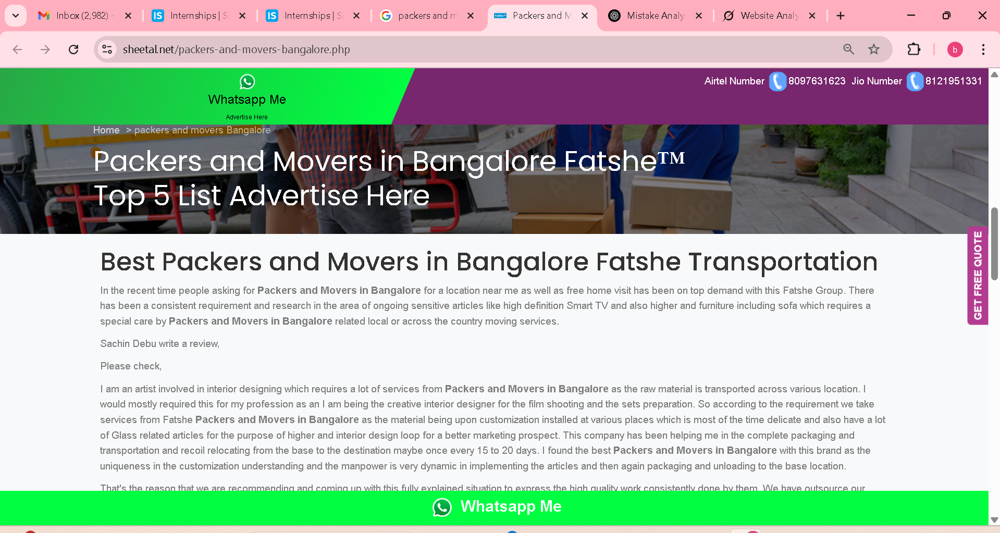 Inbox (2,982) -
Internships | S
Internships | S
packers and m
Packers and M
Mistake Analy
Website Analy
sheetal.net/packers-and-movers-bangalore.php
b
Whatsapp Me
Advertise Here
Airtel Number 8097631623 Jio Number 8121951331
Home > packers and movers Bangalore
Packers and Movers in Bangalore Fatshe™
Top 5 List Advertise Here
GET FREE QUOTE
Best Packers and Movers in Bangalore Fatshe Transportation
In the recent time people asking for Packers and Movers in Bangalore for a location near me as well as free home visit has been on top demand with this Fatshe Group. There
has been a consistent requirement and research in the area of ongoing sensitive articles like high definition Smart TV and also higher and furniture including sofa which requires a
special care by Packers and Movers in Bangalore related local or across the country moving services.
Sachin Debu write a review,
Please check,
I am an artist involved in interior designing which requires a lot of services from Packers and Movers in Bangalore as the raw material is transported across various location. I
would mostly required this for my profession as an I am being the creative interior designer for the film shooting and the sets preparation. So according to the requirement we take
services from Fatshe Packers and Movers in Bangalore as the material being upon customization installed at various places which is most of the time delicate and also have a lot
of Glass related articles for the purpose of higher and interior design loop for a better marketing prospect. This company has been helping me in the complete packaging and
transportation and recoil relocating from the base to the destination maybe once every 15 to 20 days. I found the best Packers and Movers in Bangalore with this brand as the
uniqueness in the customization understanding and the manpower is very dynamic in implementing the articles and then again packaging and unloading to the base location.
That's the reason that we are recommending and coming up with this fully explained situation to express the high quality work consistently done by them. We have outsource our
Whatsapp Me